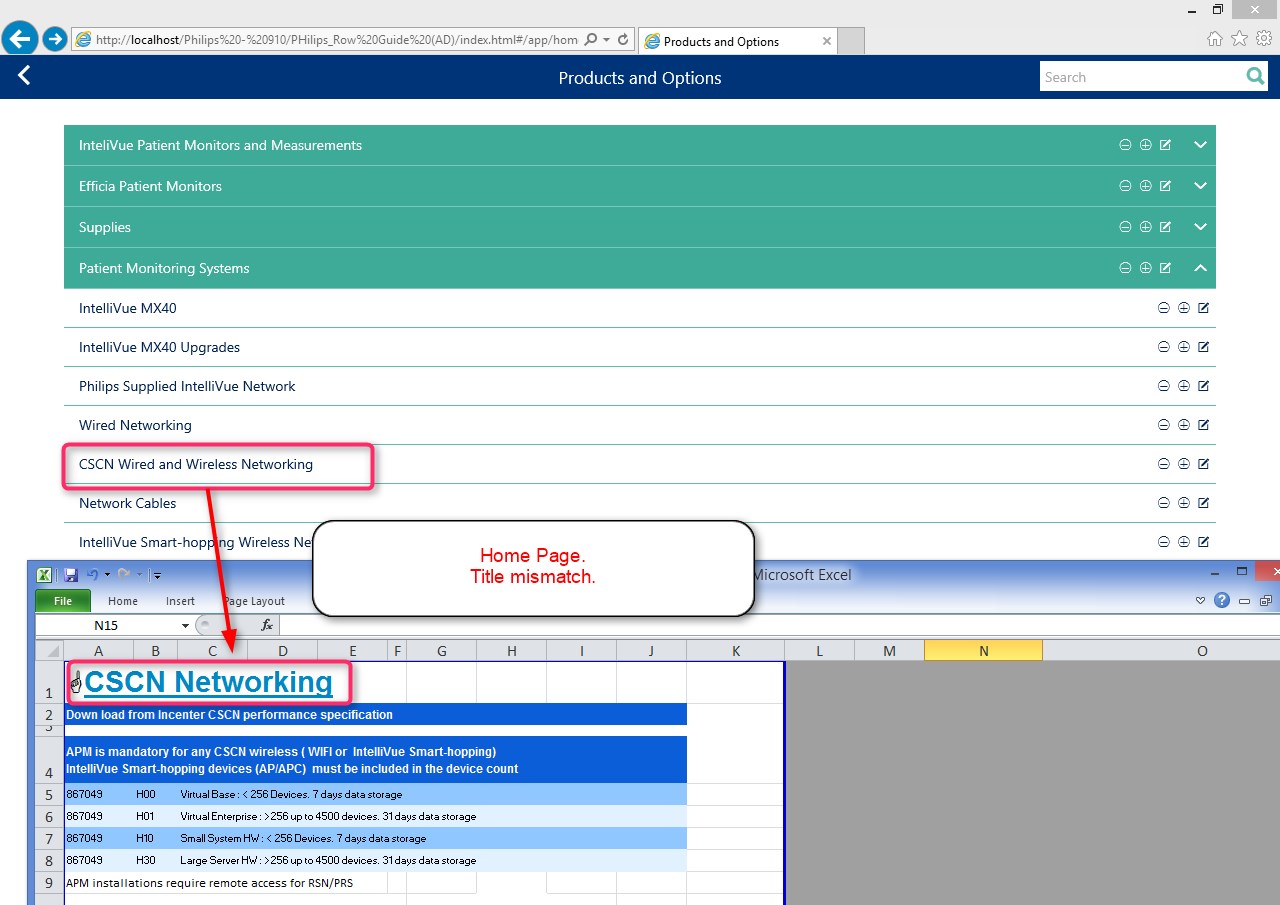 http://localhost/Philips%20-%20910/PHilips_Row%20Guide%20(AD)/index.html#/app/hom
Products and Options
Products and Options
Search
InteliVue Patient Monitors and Measurements
Efficia Patient Monitors
Supplies
Patient Monitoring Systems
IntelliVue MX40
IntelliVue MX40 Upgrades
Philips Supplied IntelliVue Network
Wired Networking
CSCN Wired and Wireless Networking
Network Cables
IntelliVue Smart-hopping Wireless Ne
Home Page.
Title mismatch.
Microsoft Excel
File Home Insert Page Layout
N15 fx
A B C D E F G H I J K L M N O
1 CSCN Networking
2 Down load from Incenter CSCN performance specification
3
4 APM is mandatory for any CSCN wireless ( WIFI or IntelliVue Smart-hopping)
IntelliVue Smart-hopping devices (AP/APC) must be included in the device count
5 867049 H00 Virtual Base : < 256 Devices. 7 days data storage
6 867049 H01 Virtual Enterprise : >256 up to 4500 devices. 31 days data storage
7 867049 H10 Small System HW : < 256 Devices. 7 days data storage
8 867049 H30 Large Server HW : >256 up to 4500 devices. 31 days data storage
9 APM installations require remote access for RSN/PRS